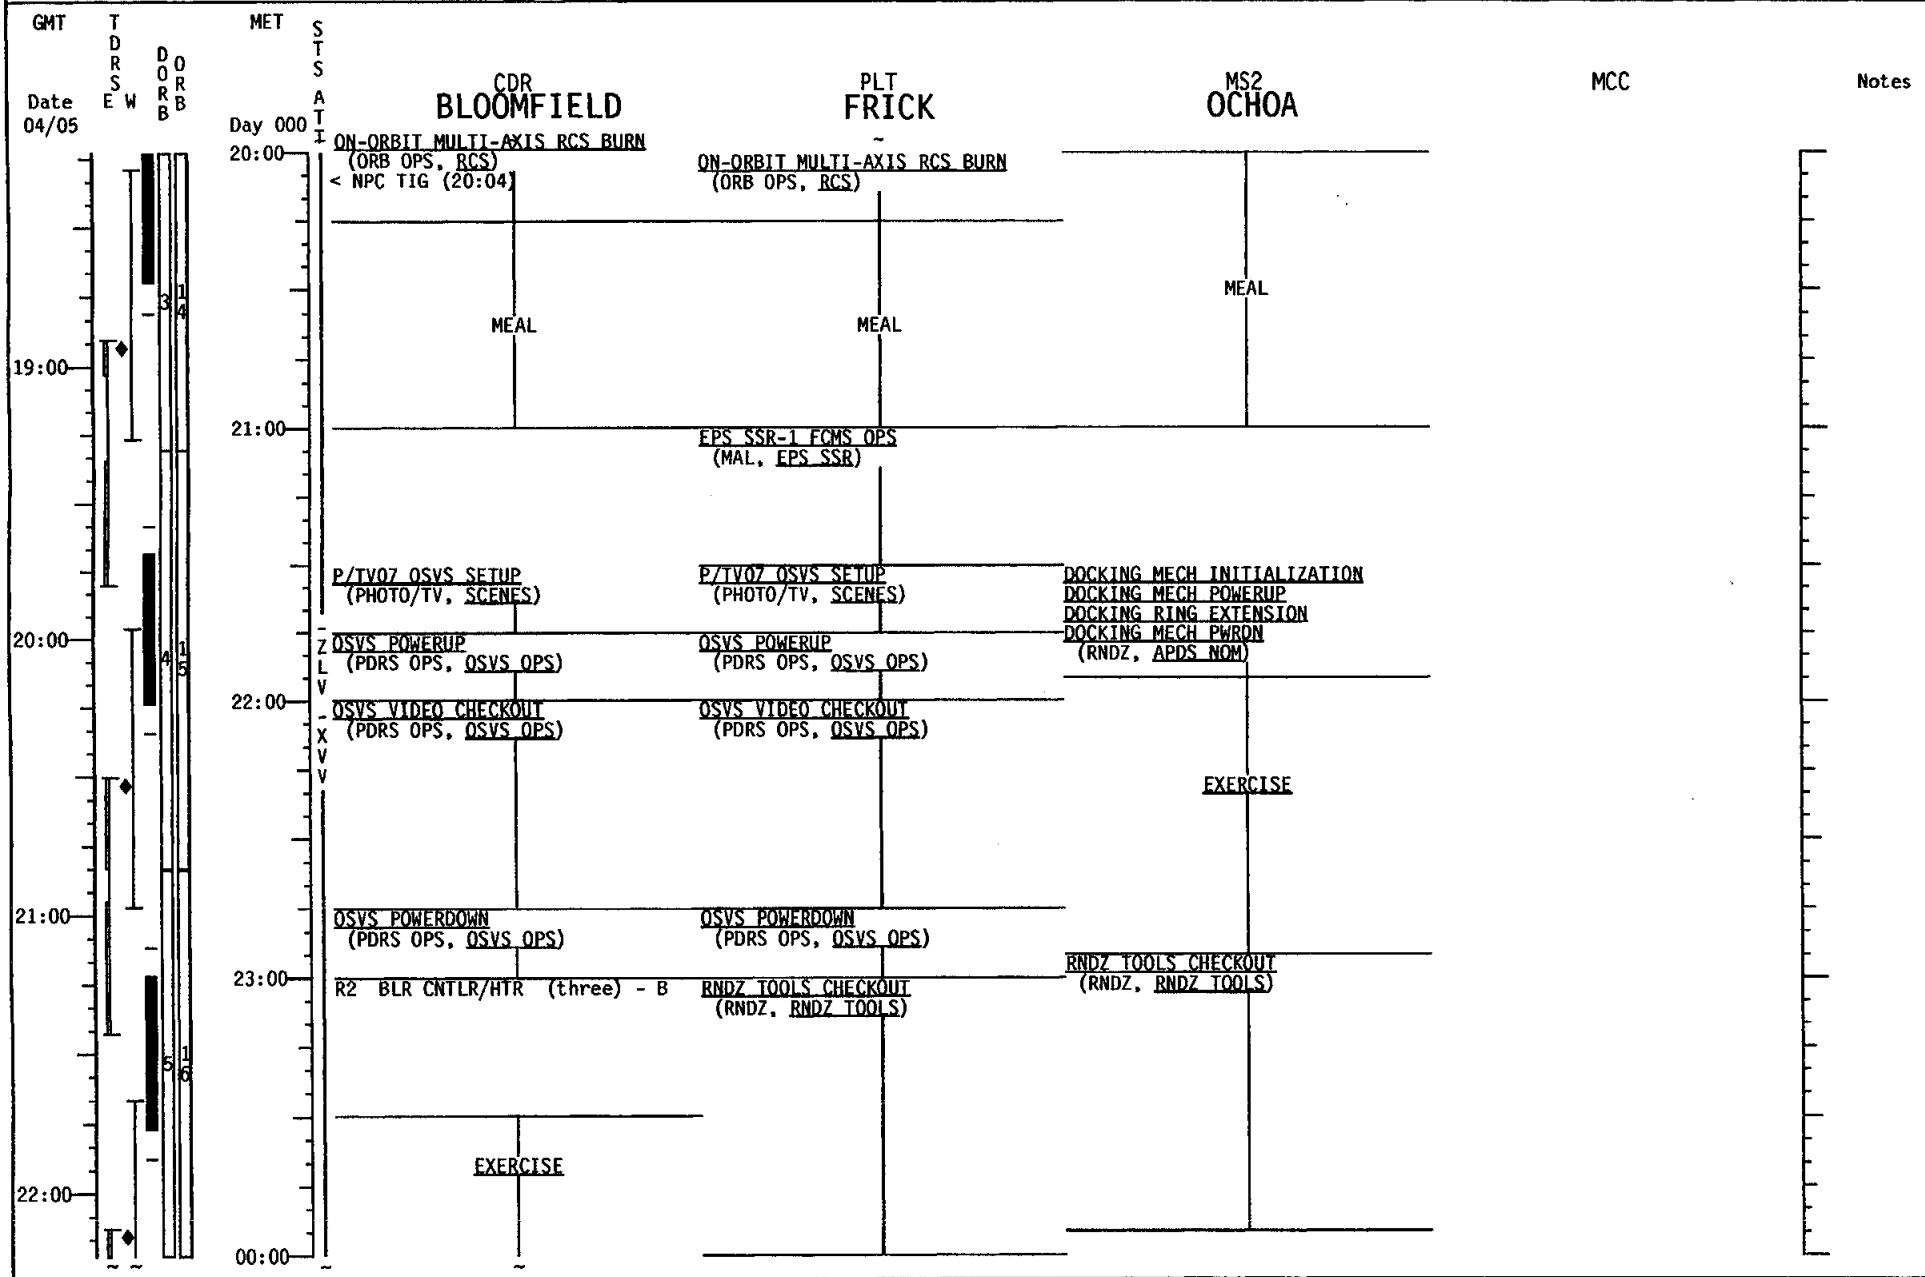 GMT
TDRS
E W
DORB
ORB
MET
STS ATT
CDR
BLOOMFIELD
PLT
FRICK
MS2
OCHOA
MCC
Notes
Date
04/05
Day 000
20:00
ON-ORBIT MULTI-AXIS RCS BURN
(ORB OPS, RCS)
< NPC TIG (20:04)
~
ON-ORBIT MULTI-AXIS RCS BURN
(ORB OPS, RCS)
3
14
MEAL
MEAL
MEAL
19:00
21:00
EPS SSR-1 FCMS OPS
(MAL, EPS SSR)
P/TV07 OSVS SETUP
(PHOTO/TV, SCENES)
P/TV07 OSVS SETUP
(PHOTO/TV, SCENES)
DOCKING MECH INITIALIZATION
DOCKING MECH POWERUP
DOCKING RING EXTENSION
DOCKING MECH PWRDN
(RNDZ, APDS NOM)
20:00
4
15
-ZLV
-XVV
OSVS POWERUP
(PDRS OPS, OSVS OPS)
OSVS POWERUP
(PDRS OPS, OSVS OPS)
22:00
OSVS VIDEO CHECKOUT
(PDRS OPS, OSVS OPS)
OSVS VIDEO CHECKOUT
(PDRS OPS, OSVS OPS)
EXERCISE
21:00
OSVS POWERDOWN
(PDRS OPS, OSVS OPS)
OSVS POWERDOWN
(PDRS OPS, OSVS OPS)
RNDZ TOOLS CHECKOUT
(RNDZ, RNDZ TOOLS)
23:00
R2 BLR CNTLR/HTR (three) - B
RNDZ TOOLS CHECKOUT
(RNDZ, RNDZ TOOLS)
5
16
EXERCISE
22:00
00:00
~ ~ ~ ~